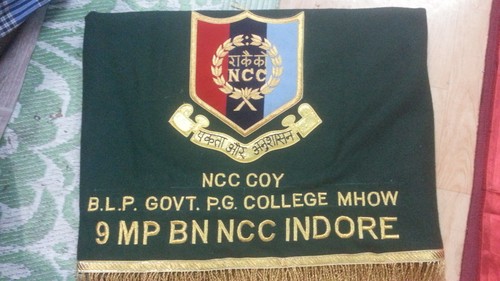 राकैको
NCC
एकता और अनुशासन
NCC COY
B.L.P. GOVT. P.G. COLLEGE MHOW
9 MP BN NCC INDORE